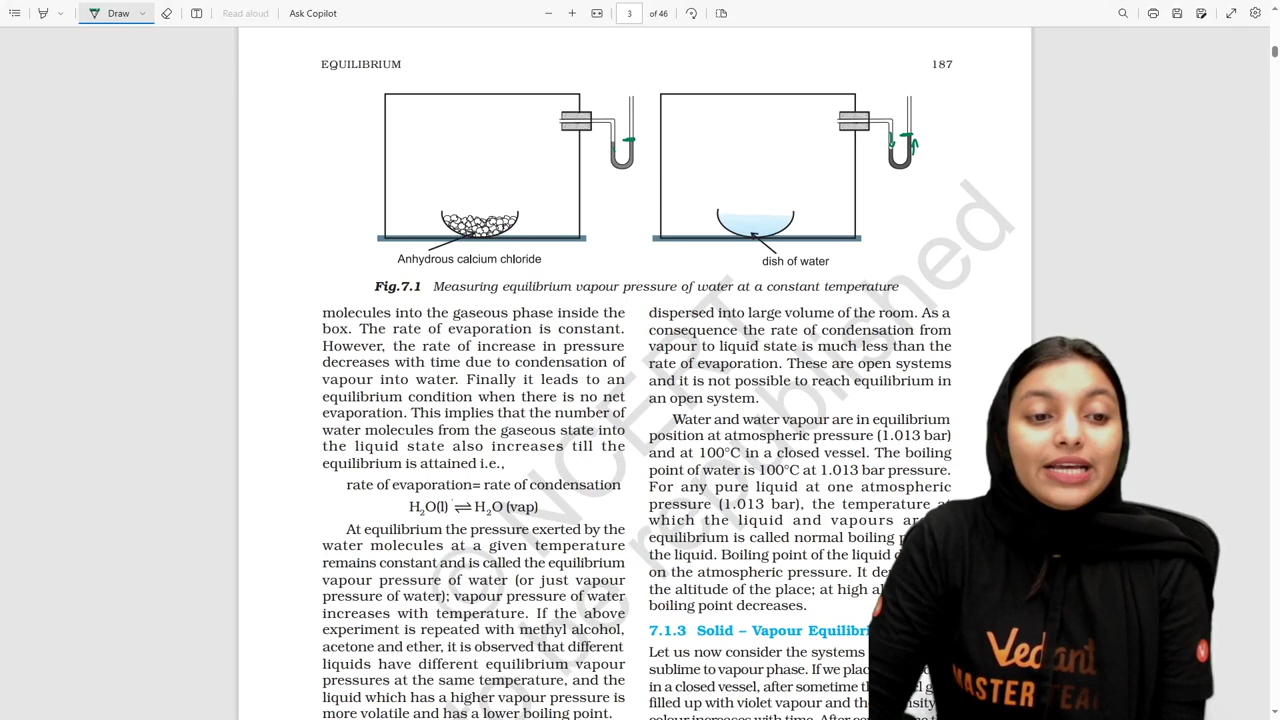 Draw
Read aloud
Ask Copilot
3
of 46
EQUILIBRIUM
187
Anhydrous calcium chloride
dish of water
Fig.7.1 Measuring equilibrium vapour pressure of water at a constant temperature
molecules into the gaseous phase inside the
box. The rate of evaporation is constant.
However, the rate of increase in pressure
decreases with time due to condensation of
vapour into water. Finally it leads to an
equilibrium condition when there is no net
evaporation. This implies that the number of
water molecules from the gaseous state into
the liquid state also increases till the
equilibrium is attained i.e.,
rate of evaporation= rate of condensation
H₂O(l) ⇌ H₂O (vap)
At equilibrium the pressure exerted by the
water molecules at a given temperature
remains constant and is called the equilibrium
vapour pressure of water (or just vapour
pressure of water); vapour pressure of water
increases with temperature. If the above
experiment is repeated with methyl alcohol,
acetone and ether, it is observed that different
liquids have different equilibrium vapour
pressures at the same temperature, and the
liquid which has a higher vapour pressure is
more volatile and has a lower boiling point.
dispersed into large volume of the room. As a
consequence the rate of condensation from
vapour to liquid state is much less than the
rate of evaporation. These are open systems
and it is not possible to reach equilibrium in
an open system.
Water and water vapour are in equilibrium
position at atmospheric pressure (1.013 bar)
and at 100°C in a closed vessel. The boiling
point of water is 100°C at 1.013 bar pressure.
For any pure liquid at one atmospheric
pressure (1.013 bar), the temperature at
which the liquid and vapours are
equilibrium is called normal boiling
the liquid. Boiling point of the liquid
on the atmospheric pressure. It
the altitude of the place; at high
boiling point decreases.
7.1.3 Solid – Vapour
Let us now consider the systems
sublime to vapour phase. If we place
in a closed vessel, after sometime
filled up with violet vapour and the
colour increases with time. After
© NCERT
to be republished
Vedantu
MASTER